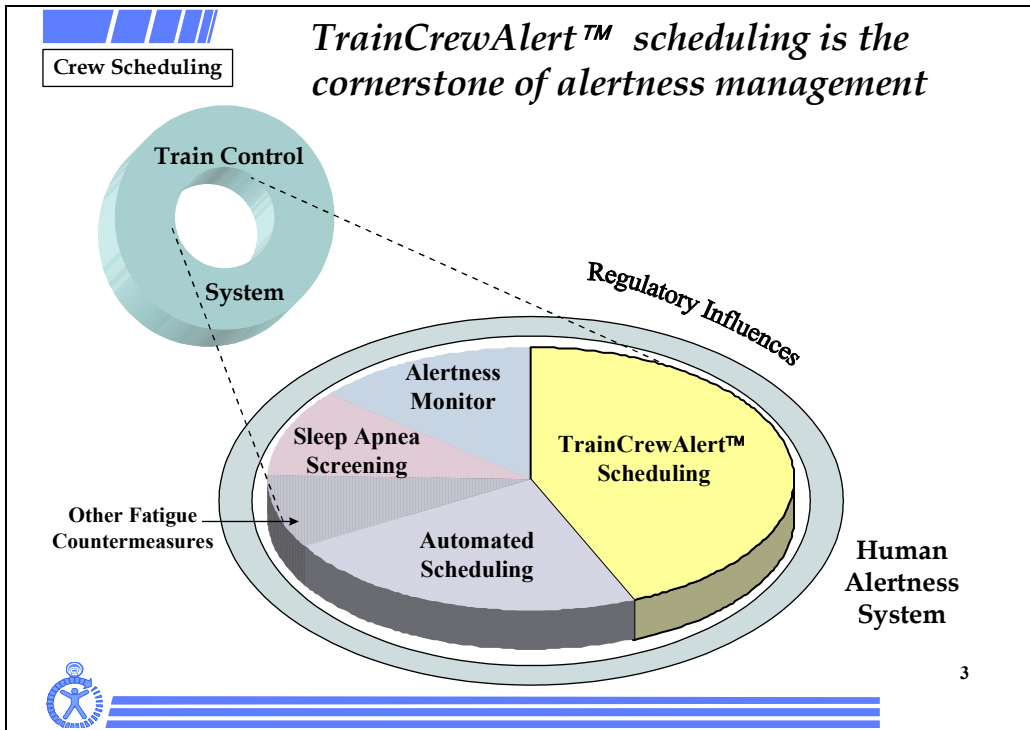 Crew Scheduling
TrainCrewAlert™ scheduling is the
cornerstone of alertness management
Train Control
System
Regulatory Influences
Alertness
Monitor
TrainCrewAlert™
Scheduling
Sleep Apnea
Screening
Other Fatigue
Countermeasures
Automated
Scheduling
Human
Alertness
System
3